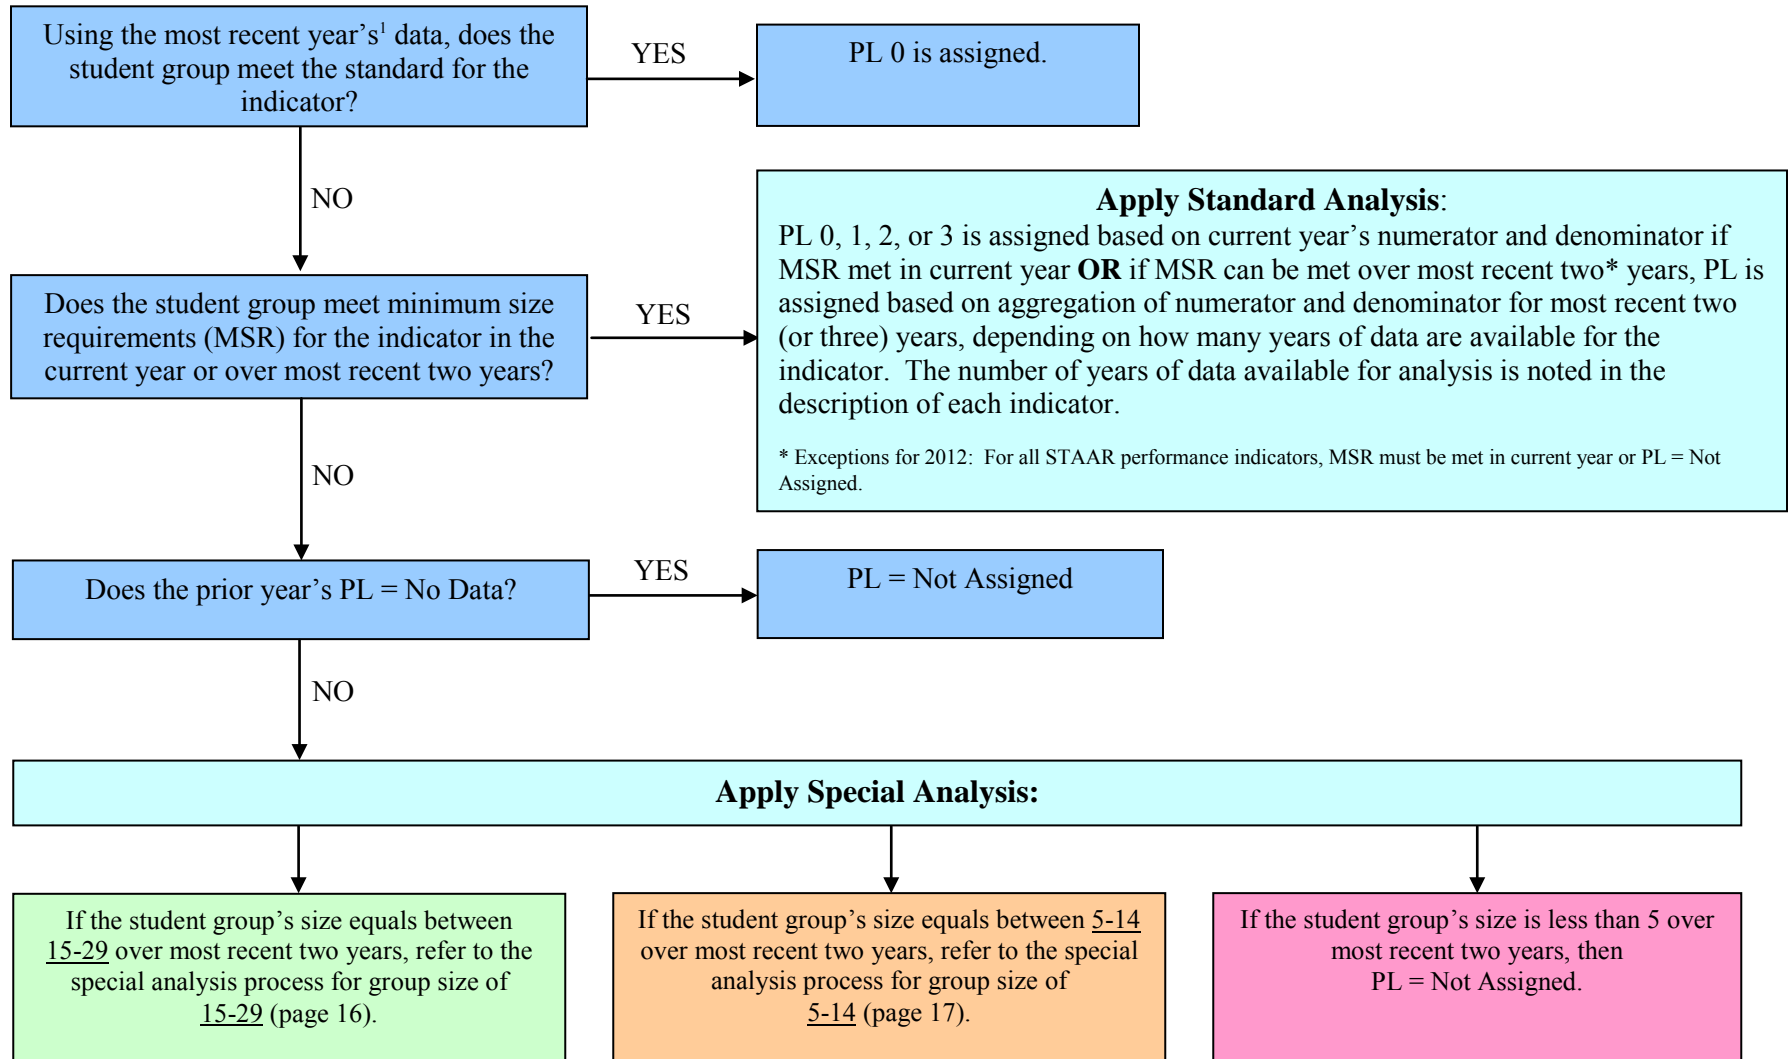 Using the most recent year’s¹ data, does the
student group meet the standard for the
indicator?
YES
PL 0 is assigned.
NO
Apply Standard Analysis:
PL 0, 1, 2, or 3 is assigned based on current year’s numerator and denominator if
MSR met in current year OR if MSR can be met over most recent two* years, PL is
assigned based on aggregation of numerator and denominator for most recent two
(or three) years, depending on how many years of data are available for the
indicator.  The number of years of data available for analysis is noted in the
description of each indicator.
* Exceptions for 2012:  For all STAAR performance indicators, MSR must be met in current year or PL = Not
Assigned.
Does the student group meet minimum size
requirements (MSR) for the indicator in the
current year or over most recent two years?
YES
NO
Does the prior year’s PL = No Data?
YES
PL = Not Assigned
NO
Apply Special Analysis:
If the student group’s size equals between
15-29 over most recent two years, refer to the
special analysis process for group size of
15-29 (page 16).
If the student group’s size equals between 5-14
over most recent two years, refer to the special
analysis process for group size of
5-14 (page 17).
If the student group’s size is less than 5 over
most recent two years, then
PL = Not Assigned.